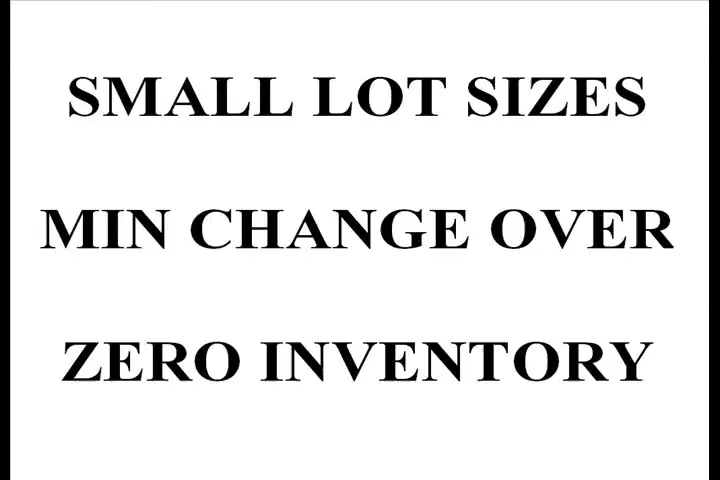 SMALL LOT SIZES
MIN CHANGE OVER
ZERO INVENTORY